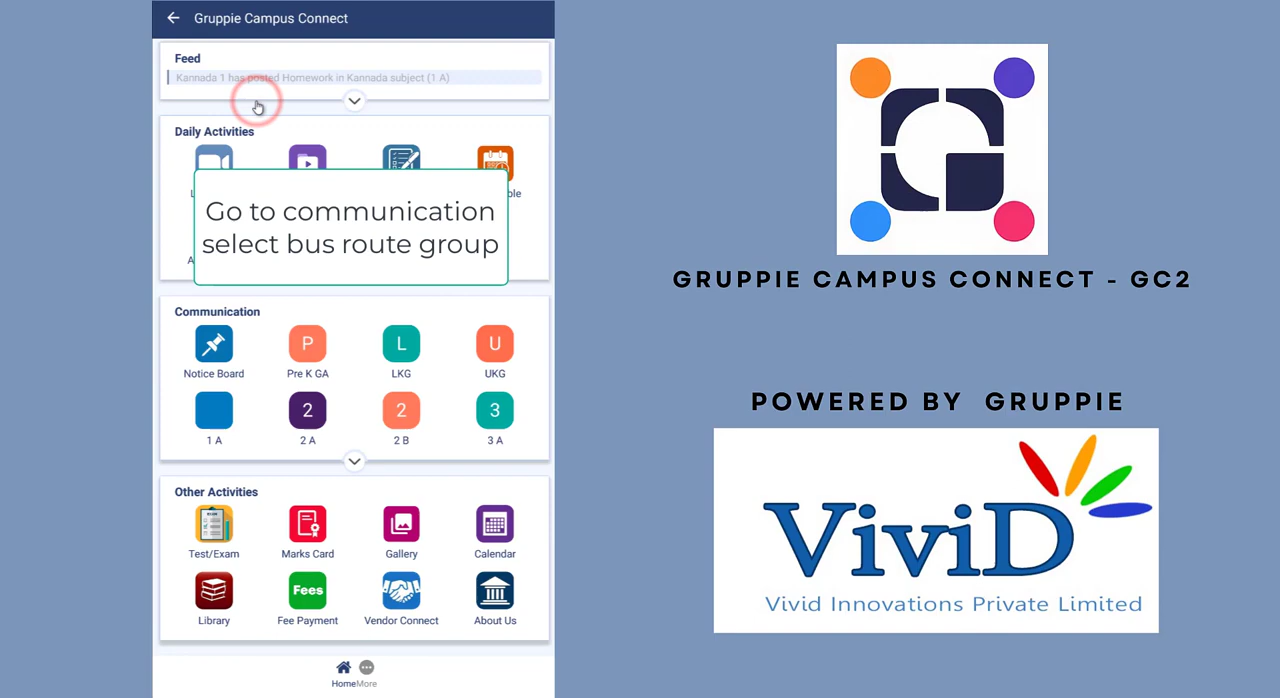 Gruppie Campus Connect
Feed
Kannada 1 has posted Homework in Kannada subject (1 A)
Daily Activities
Go to communication
select bus route group
Communication
P
L
U
Notice Board
Pre K GA
LKG
UKG
2
2
3
1 A
2 A
2 B
3 A
Other Activities
Test/Exam
Marks Card
Gallery
Calendar
Fees
Library
Fee Payment
Vendor Connect
About Us
Home
More
GRUPPIE CAMPUS CONNECT - GC2
POWERED BY GRUPPIE
ViviD
Vivid Innovations Private Limited